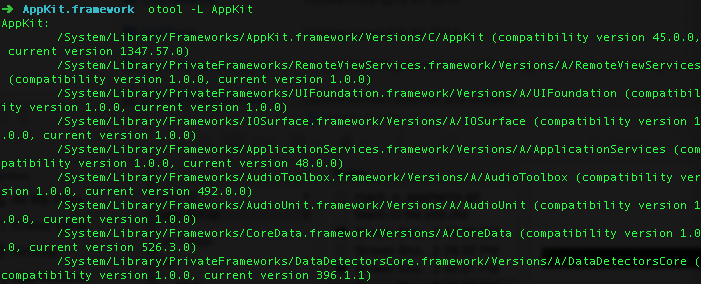 ➜  AppKit.framework  otool -L AppKit
AppKit:
        /System/Library/Frameworks/AppKit.framework/Versions/C/AppKit (compatibility version 45.0.0,
 current version 1347.57.0)
        /System/Library/PrivateFrameworks/RemoteViewServices.framework/Versions/A/RemoteViewServices
 (compatibility version 1.0.0, current version 1.0.0)
        /System/Library/PrivateFrameworks/UIFoundation.framework/Versions/A/UIFoundation (compatibil
ity version 1.0.0, current version 1.0.0)
        /System/Library/Frameworks/IOSurface.framework/Versions/A/IOSurface (compatibility version 1
.0.0, current version 1.0.0)
        /System/Library/Frameworks/ApplicationServices.framework/Versions/A/ApplicationServices (com
patibility version 1.0.0, current version 48.0.0)
        /System/Library/Frameworks/AudioToolbox.framework/Versions/A/AudioToolbox (compatibility ver
sion 1.0.0, current version 492.0.0)
        /System/Library/Frameworks/AudioUnit.framework/Versions/A/AudioUnit (compatibility version 1
.0.0, current version 1.0.0)
        /System/Library/Frameworks/CoreData.framework/Versions/A/CoreData (compatibility version 1.0
.0, current version 526.3.0)
        /System/Library/PrivateFrameworks/DataDetectorsCore.framework/Versions/A/DataDetectorsCore (
compatibility version 1.0.0, current version 396.1.1)